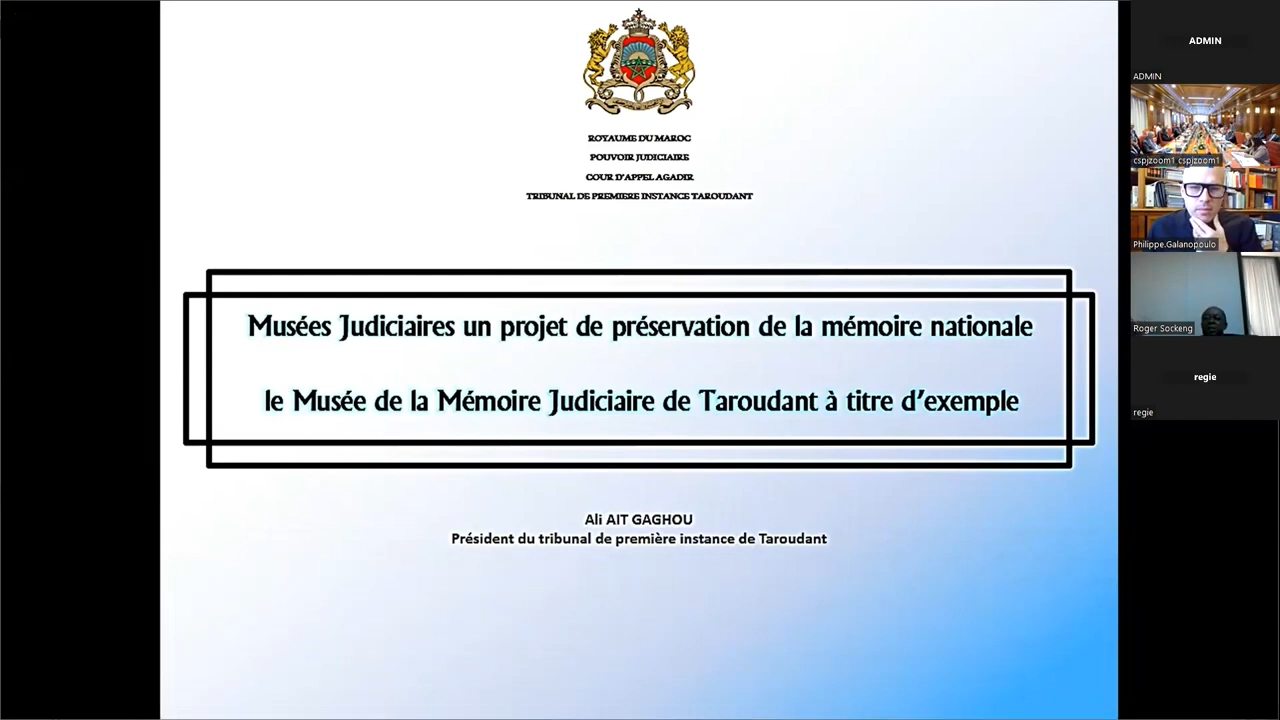 ROYAUME DU MAROC
POUVOIR JUDICIAIRE
COUR D'APPEL AGADIR
TRIBUNAL DE PREMIERE INSTANCE TAROUDANT
Musées Judiciaires un projet de préservation de la mémoire nationale
le Musée de la Mémoire Judiciaire de Taroudant à titre d'exemple
Ali AIT GAGHOU
Président du tribunal de première instance de Taroudant
ADMIN
ADMIN
cspjzoom1 cspjzoom1
Philippe.Galanopoulo
Roger Sockeng
regie
regie